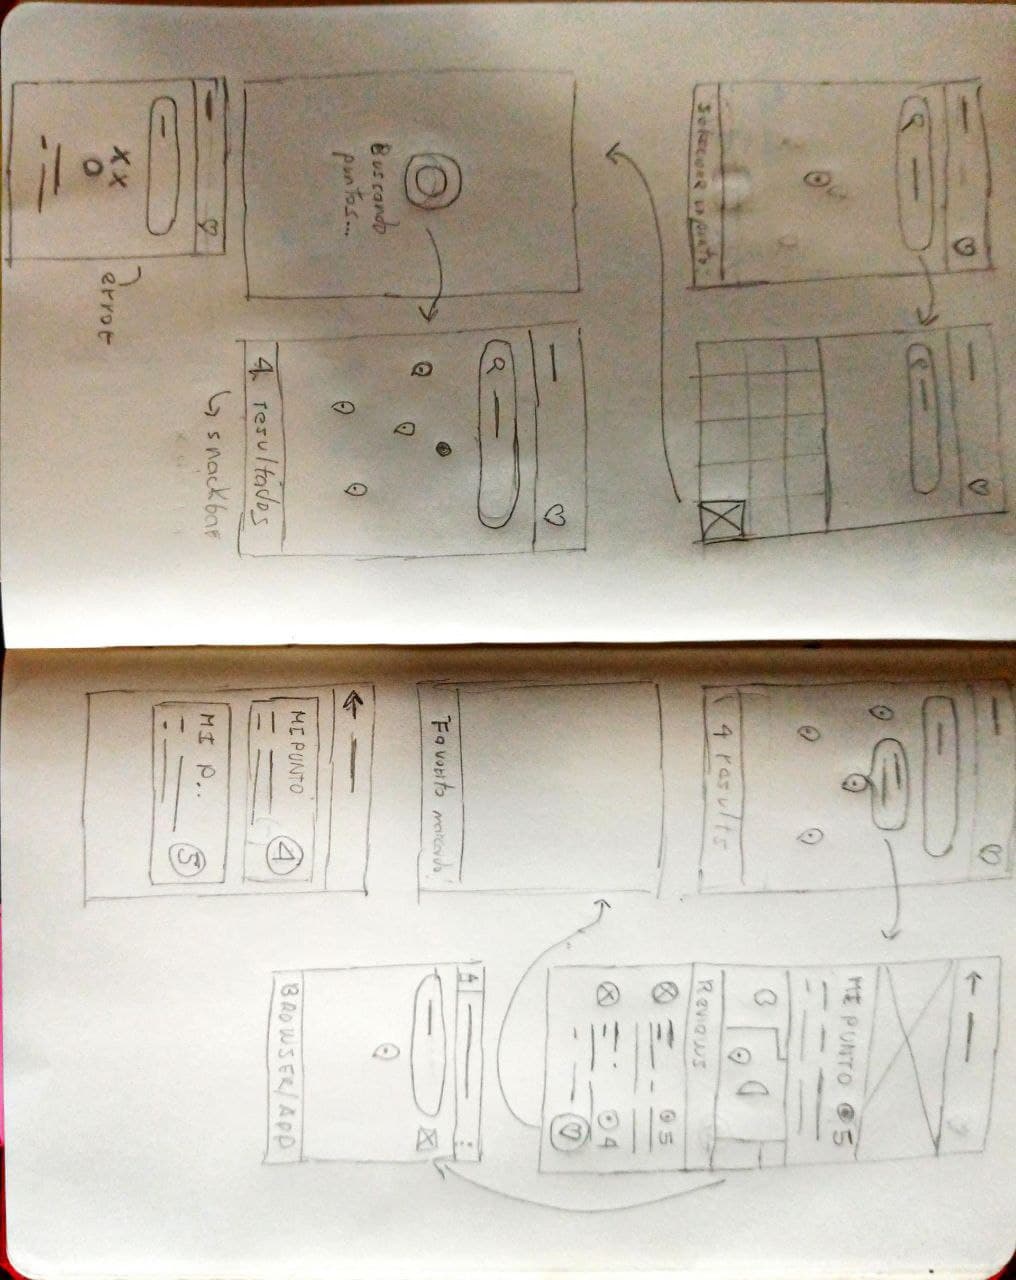 Seleccione un punto:
Buscando
puntos...
4 resultados
↳ snackbar
error
4 results
MI PUNTO 5
Reviews
5
4
Favorito marcado!
BROWSER/APP
MI PUNTO
4
MI P..
5